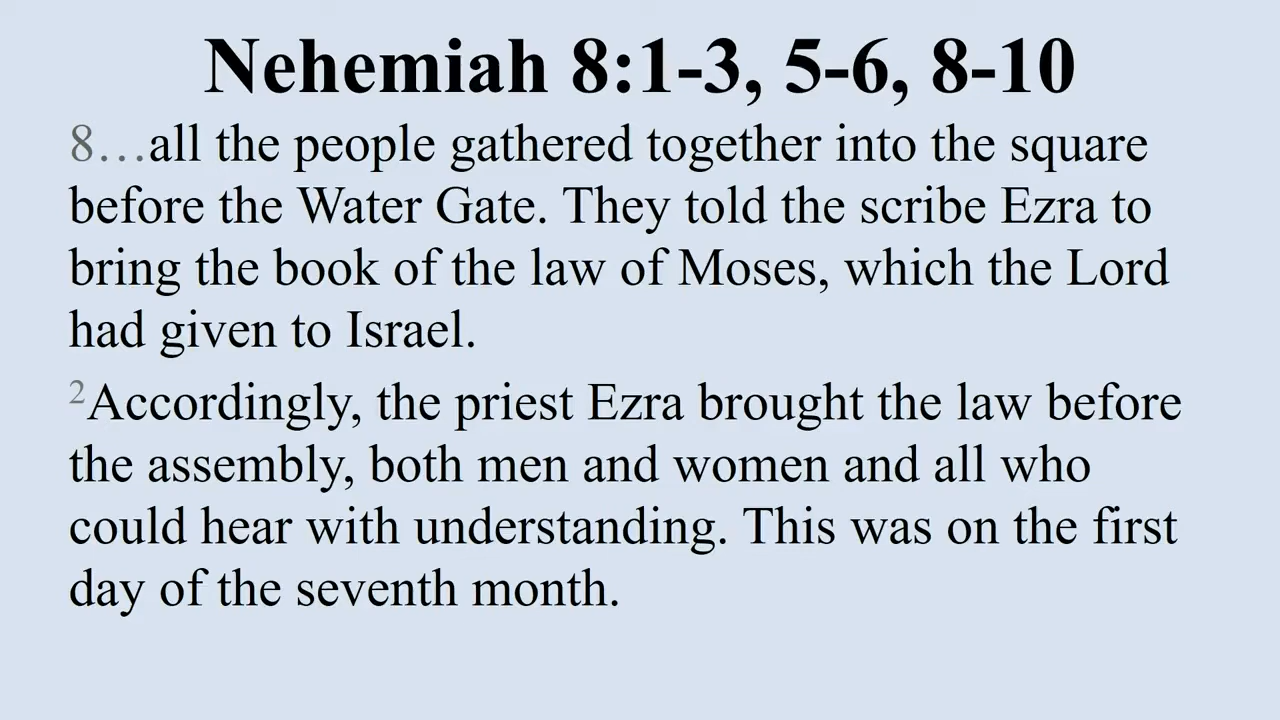 Nehemiah 8:1-3, 5-6, 8-10
8…all the people gathered together into the square
before the Water Gate. They told the scribe Ezra to
bring the book of the law of Moses, which the Lord
had given to Israel.
2Accordingly, the priest Ezra brought the law before
the assembly, both men and women and all who
could hear with understanding. This was on the first
day of the seventh month.